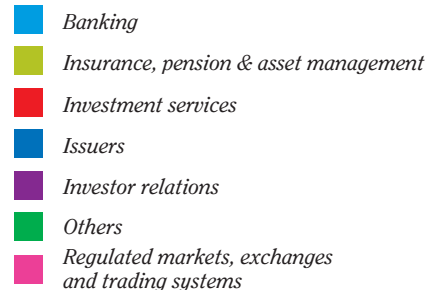 Banking
Insurance, pension & asset management
Investment services
Issuers
Investor relations
Others
Regulated markets, exchanges
and trading systems